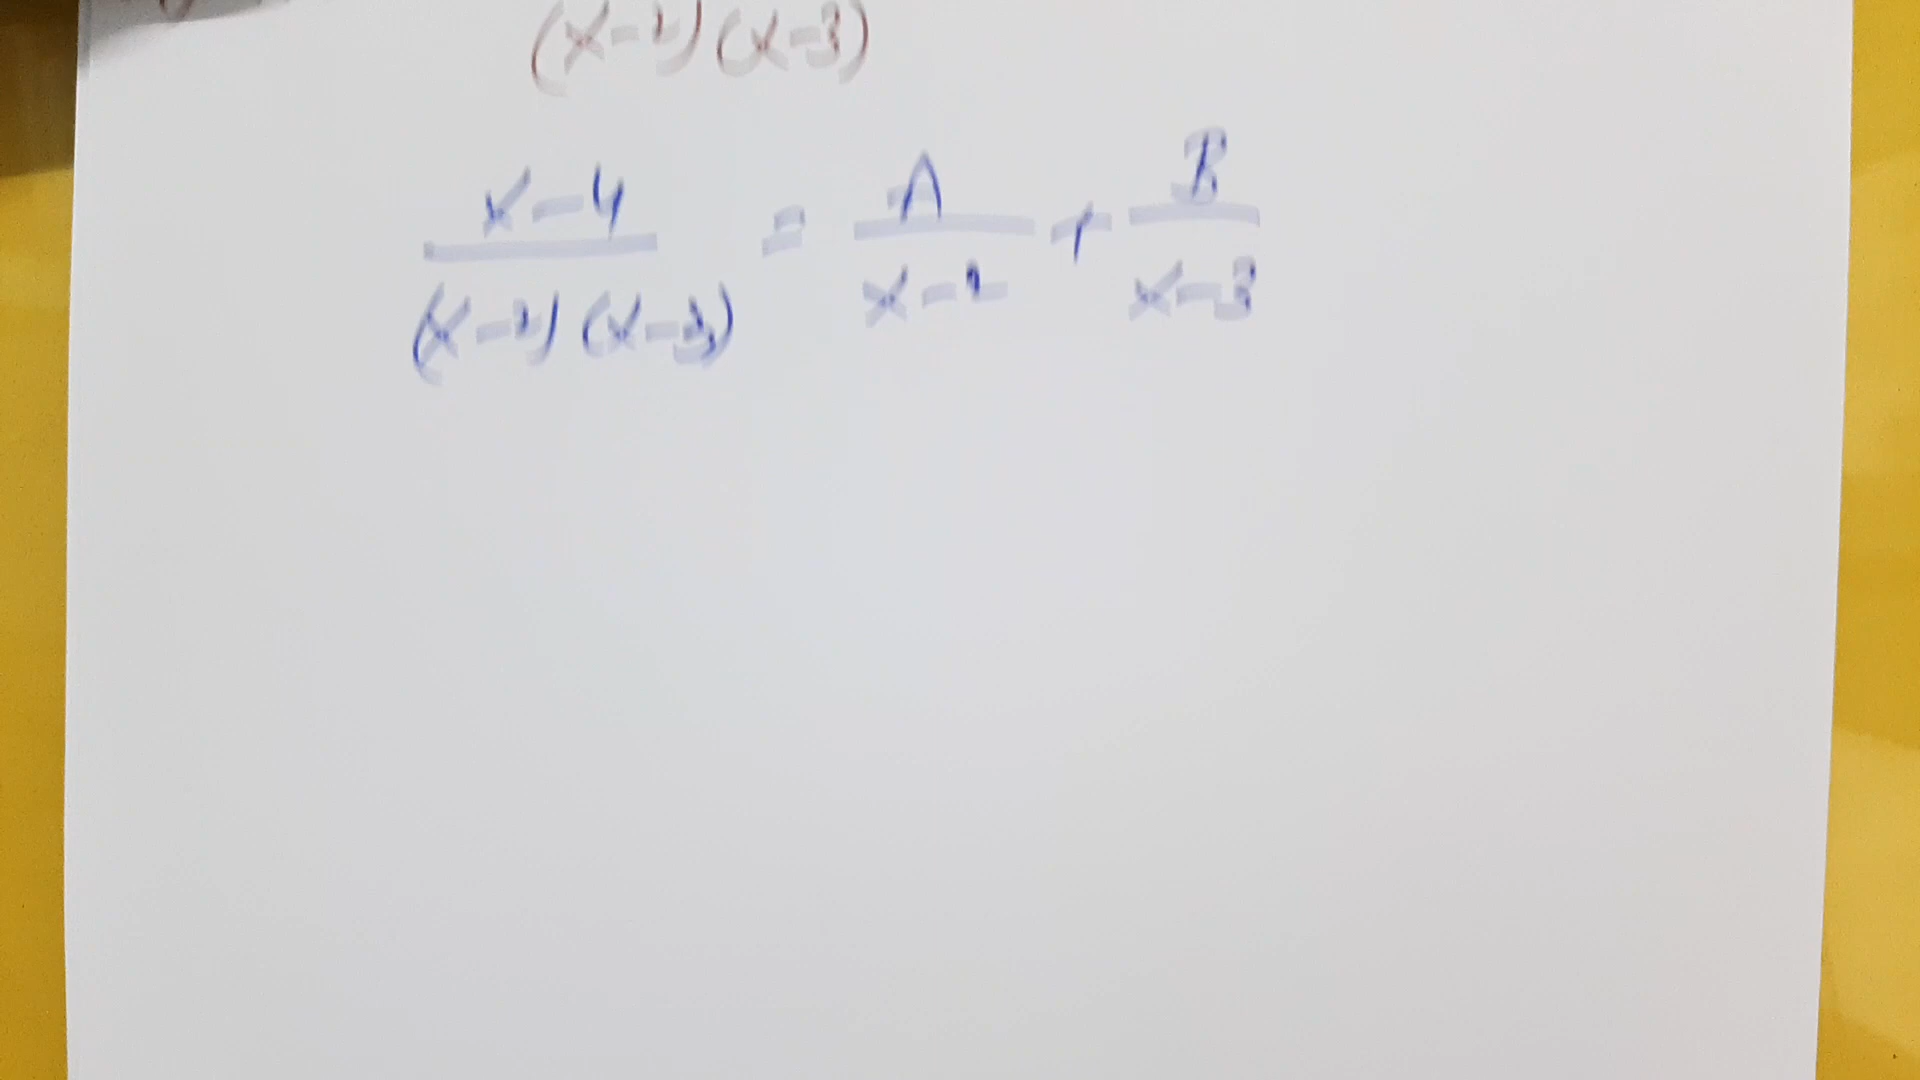 (x-2)(x-3)
x-4 / (x-2)(x-3) = A / x-2 + B / x-3